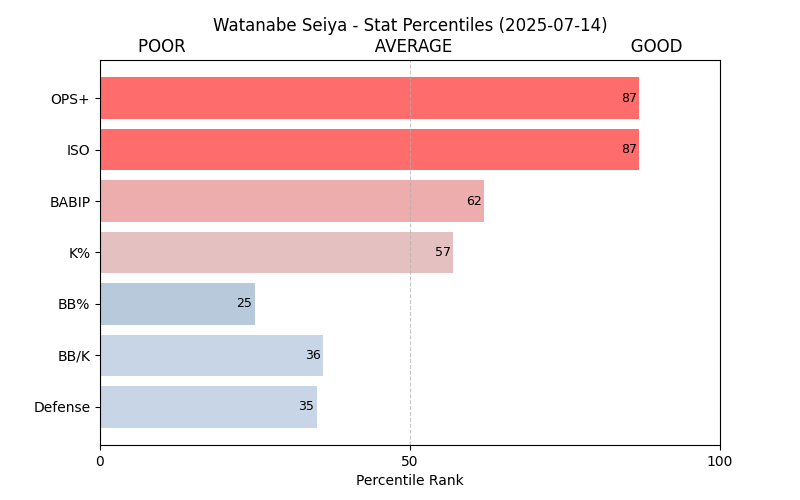 Watanabe Seiya - Stat Percentiles (2025-07-14)
POOR AVERAGE GOOD
OPS+ 87
ISO 87
BABIP 62
K% 57
BB% 25
BB/K 36
Defense 35
0 50 100
Percentile Rank